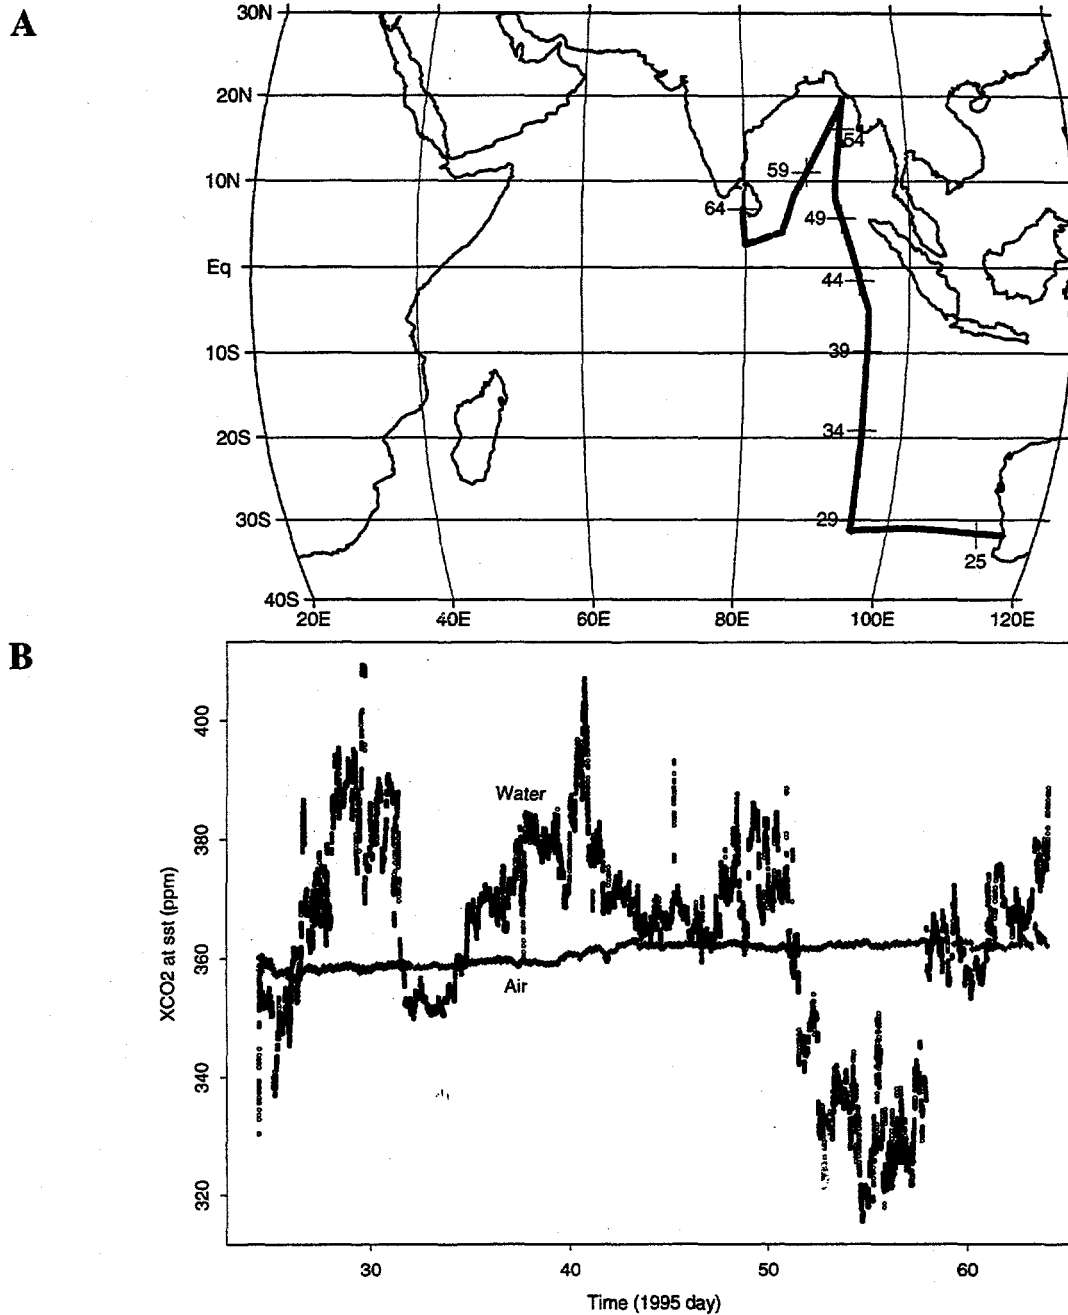 A
30N
20N
54
59
10N
64
49
Eq
44
10S
39
20S
34
30S
29
25
40S
20E 40E 60E 80E 100E 120E
B
400
Water
380
XCO2 at sst (ppm)
360
Air
340
320
30 40 50 60
Time (1995 day)